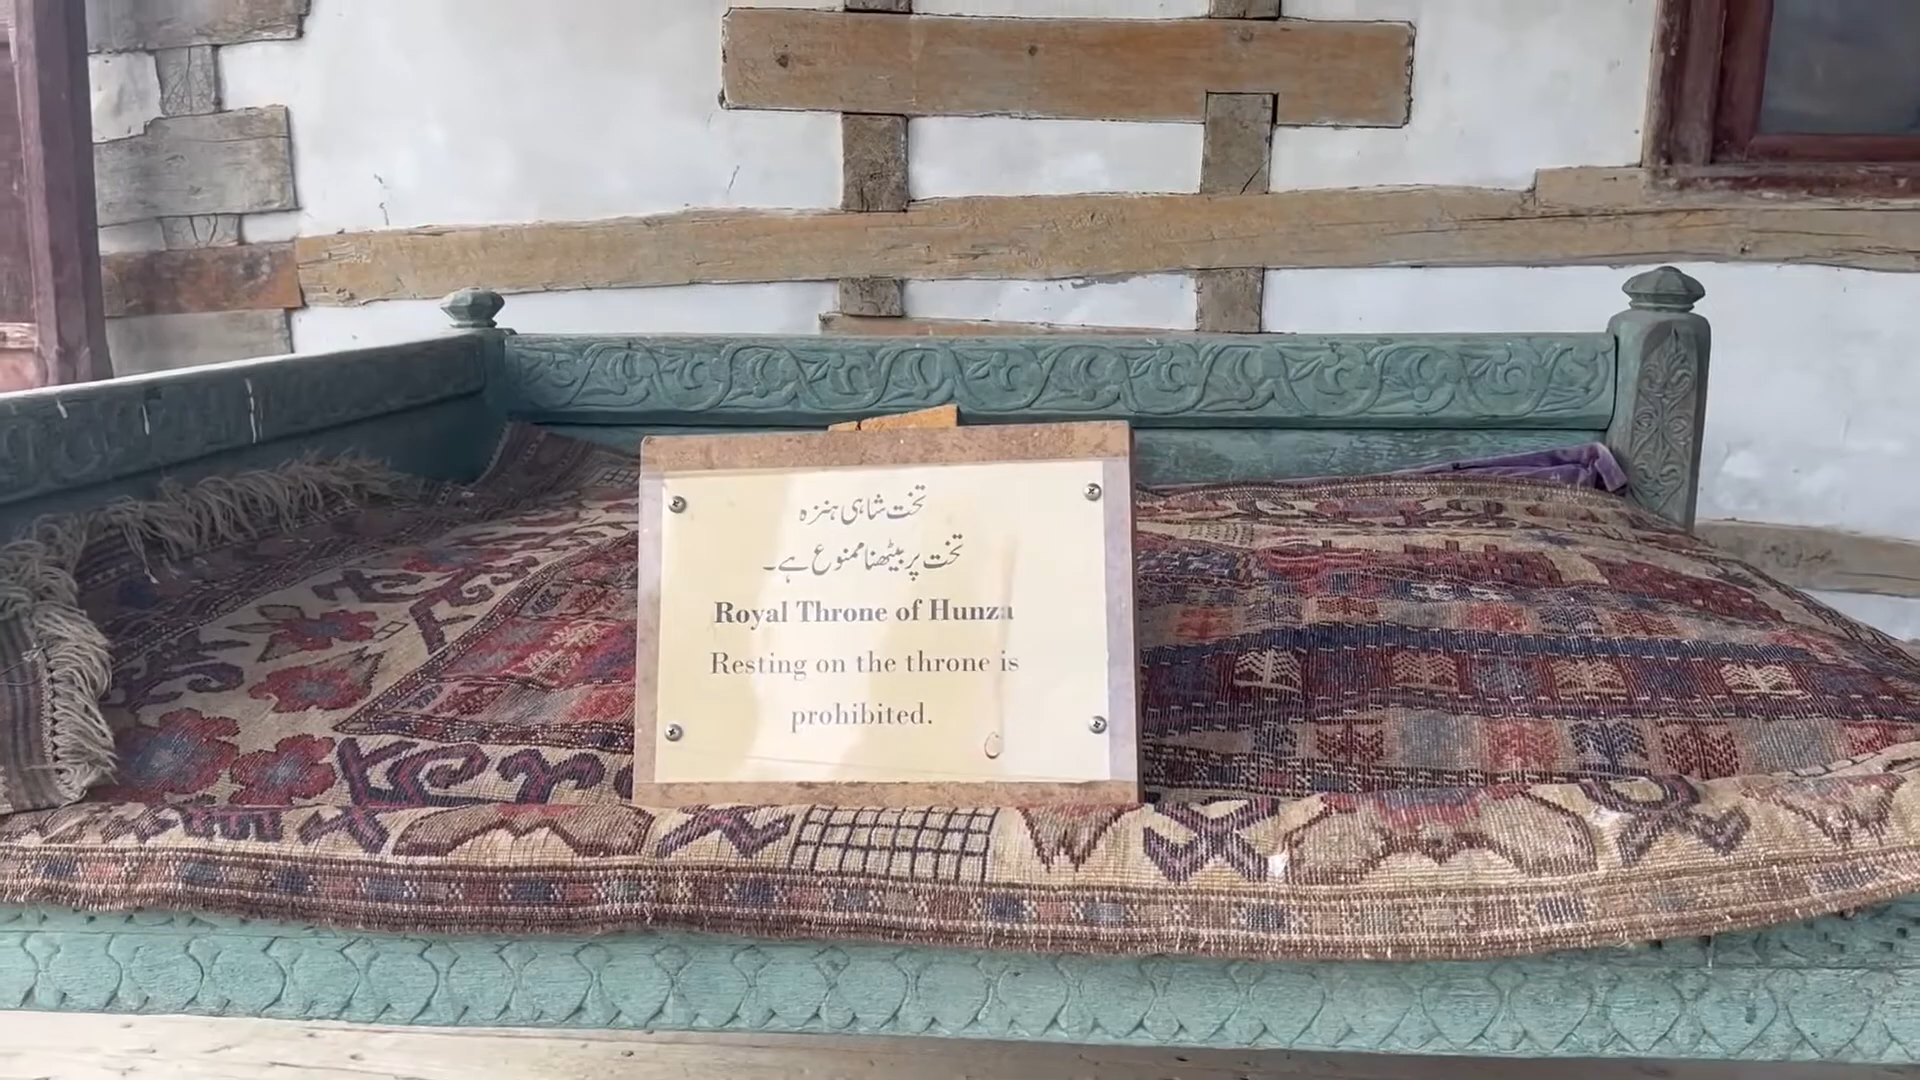 تخت شاہی ہنزہ
تخت پر بیٹھنا ممنوع ہے۔
Royal Throne of Hunza
Resting on the throne is
prohibited.